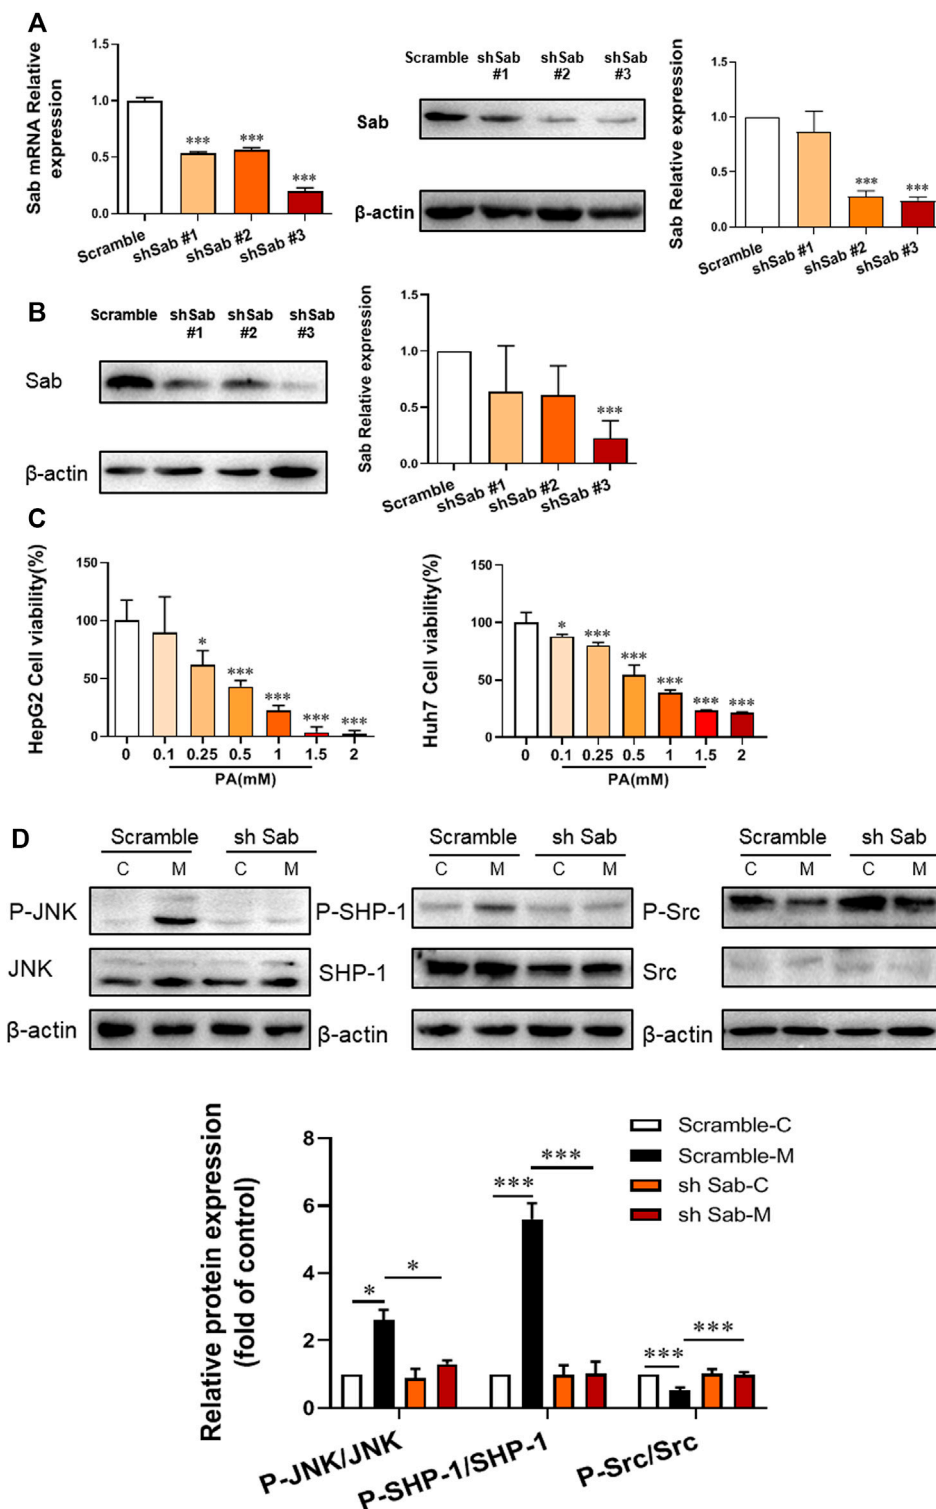 A
Sab mRNA Relative
expression
1.5
1.0
0.5
0.0
***
***
***
Scramble
shSab #1
shSab #2
shSab #3
Scramble shSab shSab shSab
#1 #2 #3
Sab
β-actin
Sab Relative expression
1.5
1.0
0.5
0.0
***
***
Scramble
shSab #1
shSab #2
shSab #3
B
Scramble shSab shSab shSab
#1 #2 #3
Sab
β-actin
Sab Relative expression
1.5
1.0
0.5
0.0
***
Scramble
shSab #1
shSab #2
shSab #3
C
HepG2 Cell viability(%)
150
100
50
0
*
***
***
***
***
0 0.1 0.25 0.5 1 1.5 2
PA(mM)
Huh7 Cell viability(%)
150
100
50
0
*
***
***
***
***
***
0 0.1 0.25 0.5 1 1.5 2
PA(mM)
D
Scramble sh Sab
C M C M
P-JNK
JNK
β-actin
Scramble sh Sab
C M C M
P-SHP-1
SHP-1
β-actin
Scramble sh Sab
C M C M
P-Src
Src
β-actin
Relative protein expression
(fold of control)
8
6
4
2
0
*
*
***
***
***
***
Scramble-C
Scramble-M
sh Sab-C
sh Sab-M
P-JNK/JNK
P-SHP-1/SHP-1
P-Src/Src